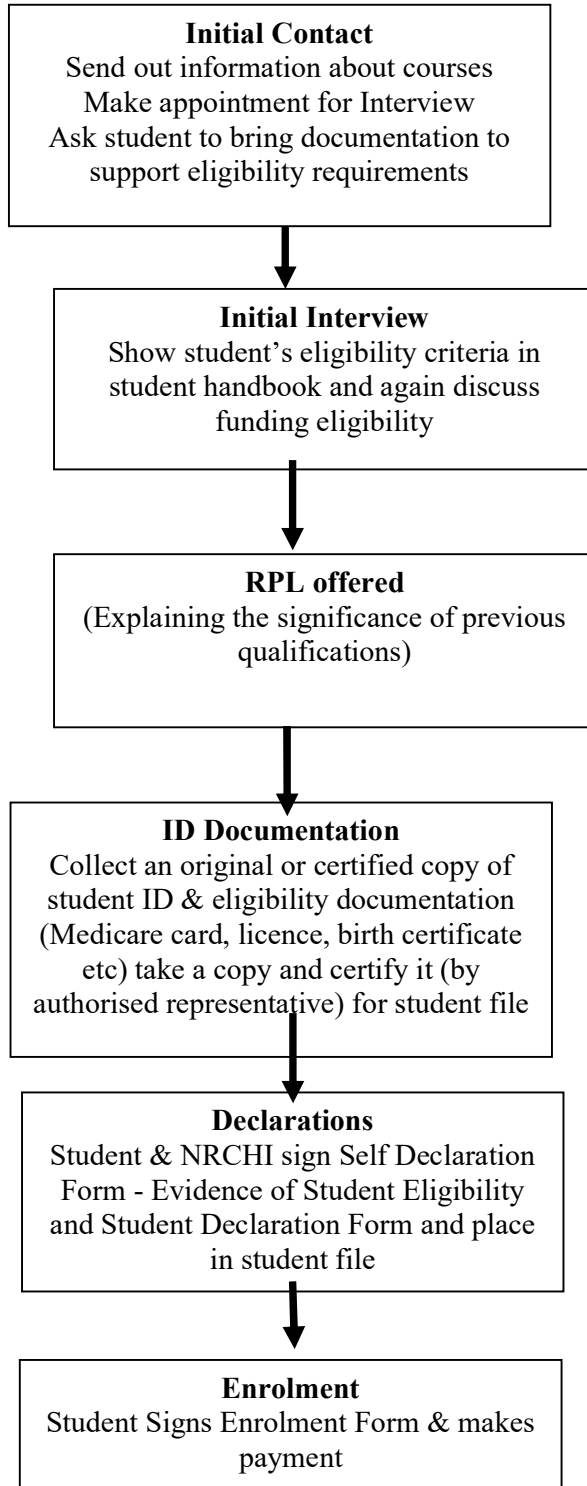 Initial Contact
Send out information about courses
Make appointment for Interview
Ask student to bring documentation to
support eligibility requirements
Initial Interview
Show student’s eligibility criteria in
student handbook and again discuss
funding eligibility
RPL offered
(Explaining the significance of previous
qualifications)
ID Documentation
Collect an original or certified copy of
student ID & eligibility documentation
(Medicare card, licence, birth certificate
etc) take a copy and certify it (by
authorised representative) for student file
Declarations
Student & NRCHI sign Self Declaration
Form - Evidence of Student Eligibility
and Student Declaration Form and place
in student file
Enrolment
Student Signs Enrolment Form & makes
payment